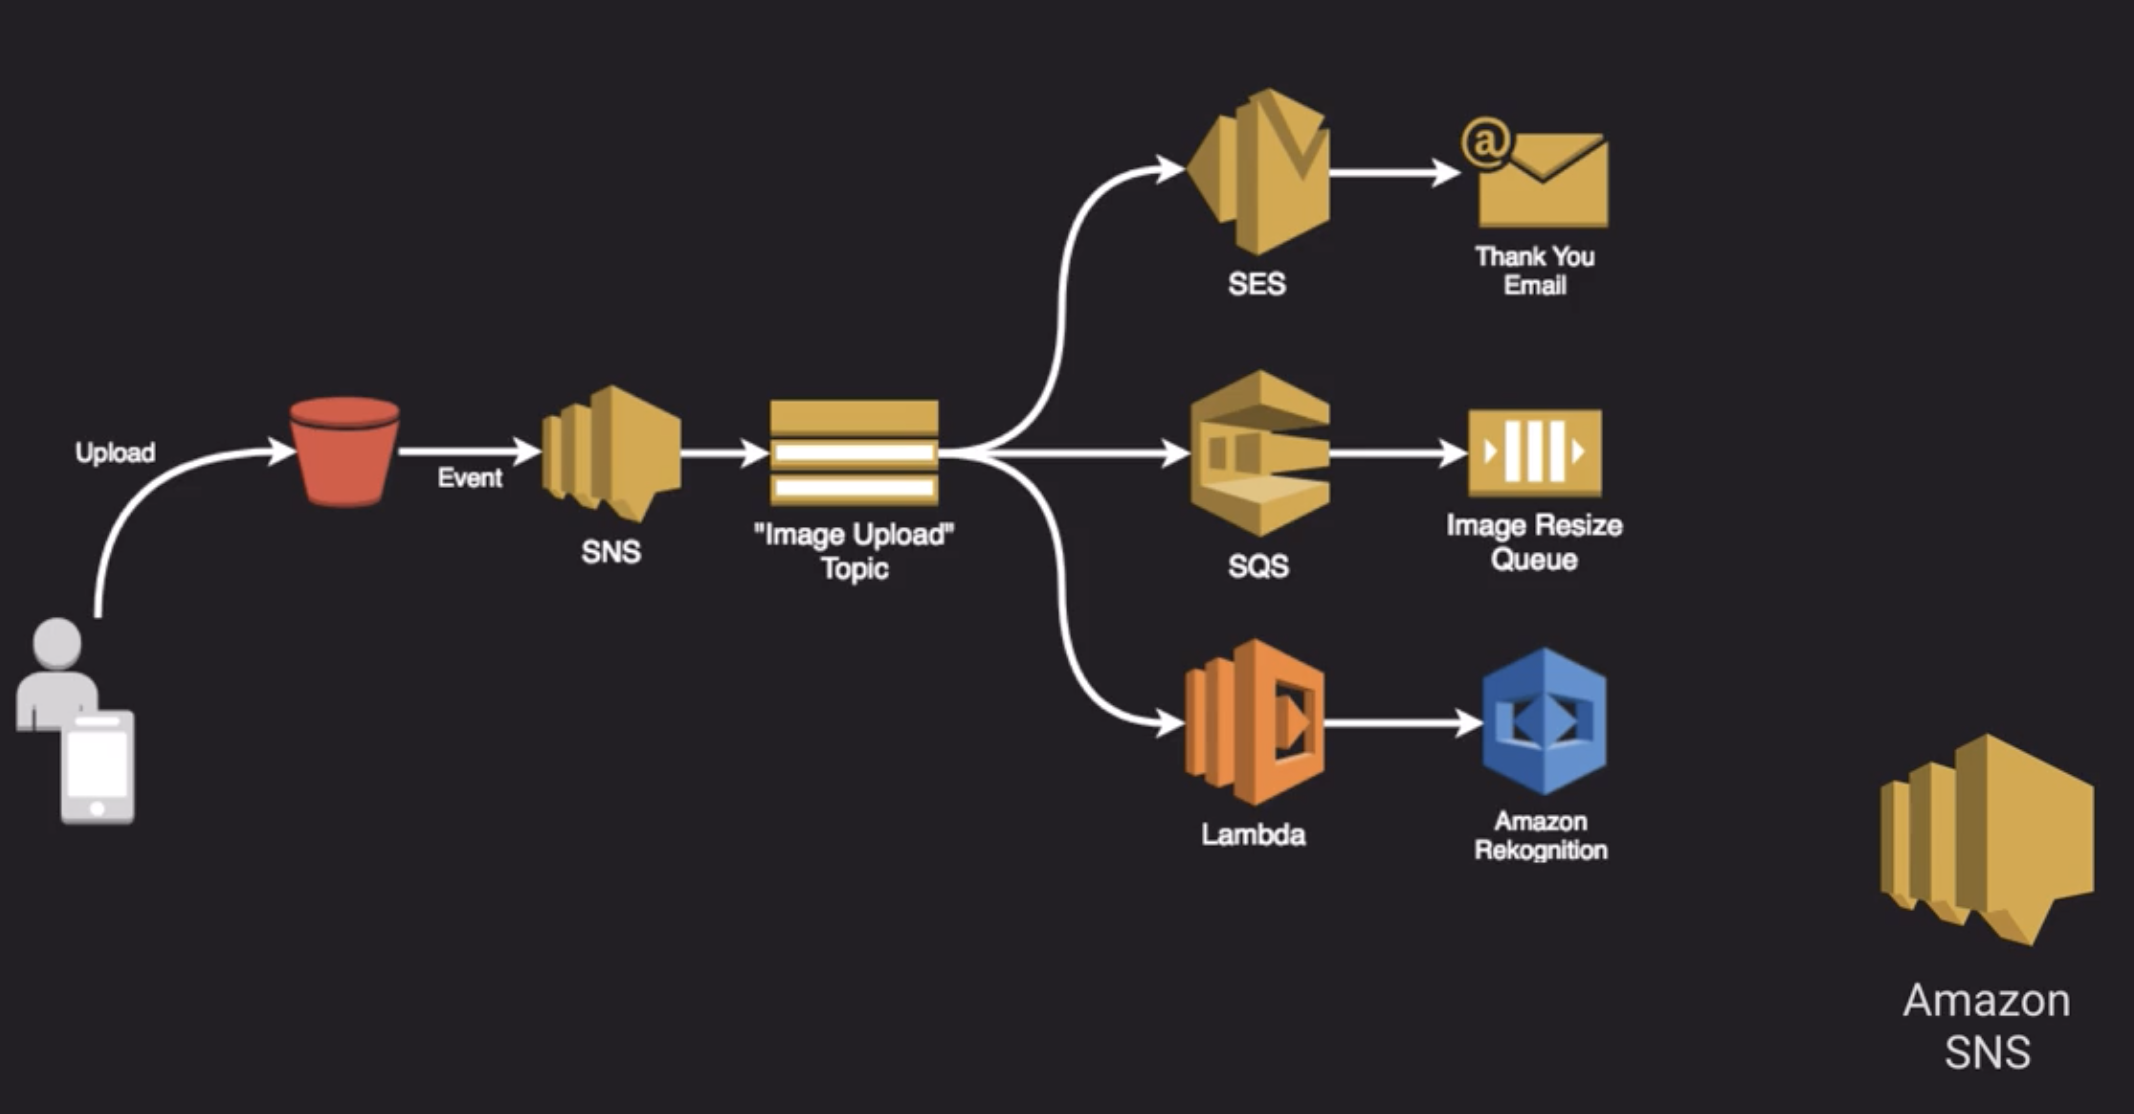 Upload
Event
SNS
"Image Upload"
Topic
SES
@
Thank You
Email
SQS
Image Resize
Queue
Lambda
Amazon
Rekognition
Amazon
SNS